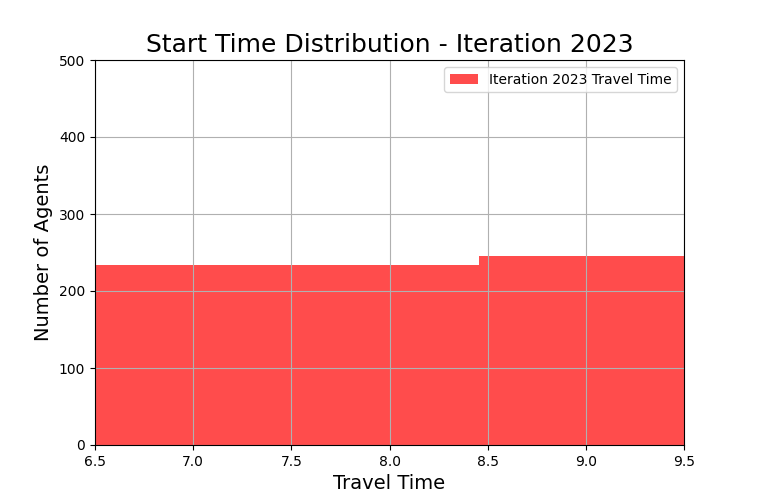 Start Time Distribution - Iteration 2023
Iteration 2023 Travel Time
Number of Agents
500
400
300
200
100
0
6.5 7.0 7.5 8.0 8.5 9.0 9.5
Travel Time